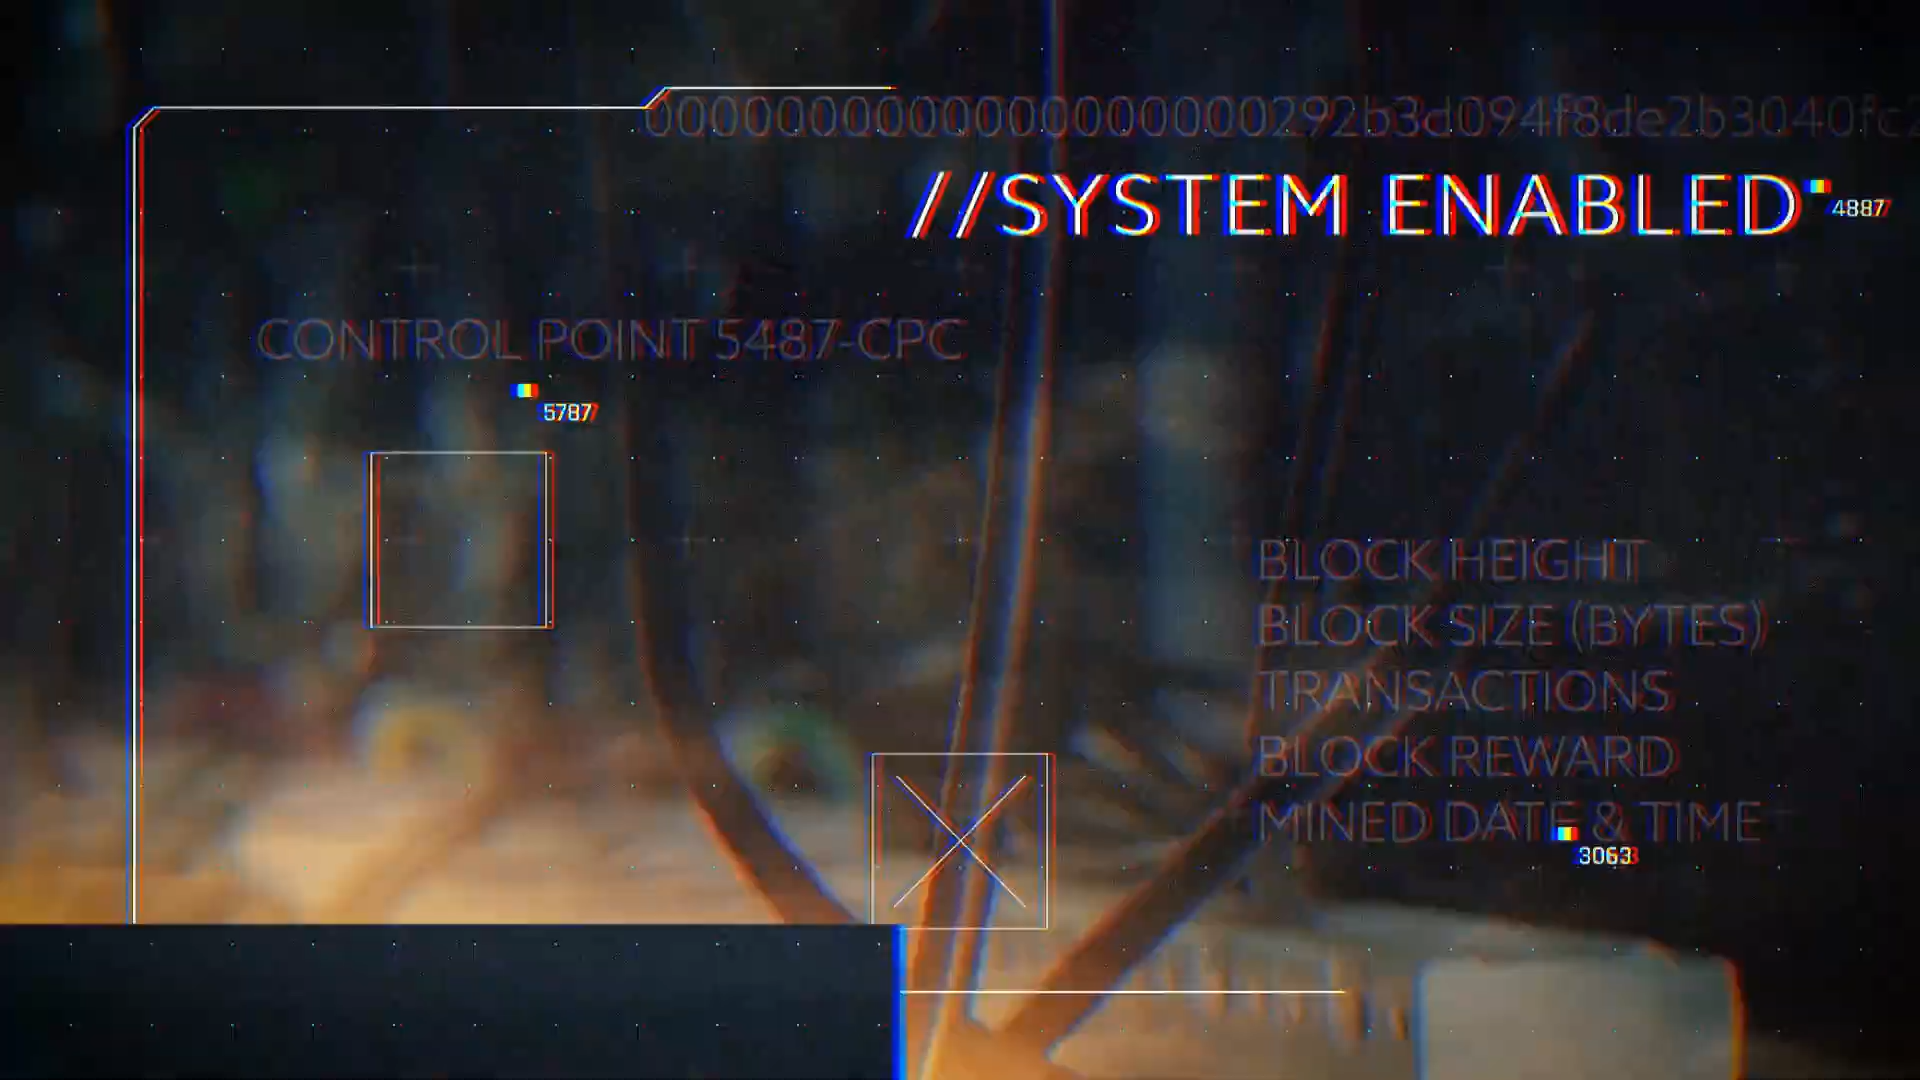 0000000000000000000292b3d094f8de2b3040fc2
//SYSTEM ENABLED
4887
CONTROL POINT 5487-CPC
5787
BLOCK HEIGHT
BLOCK SIZE (BYTES)
TRANSACTIONS
BLOCK REWARD
MINED DATE & TIME
3063